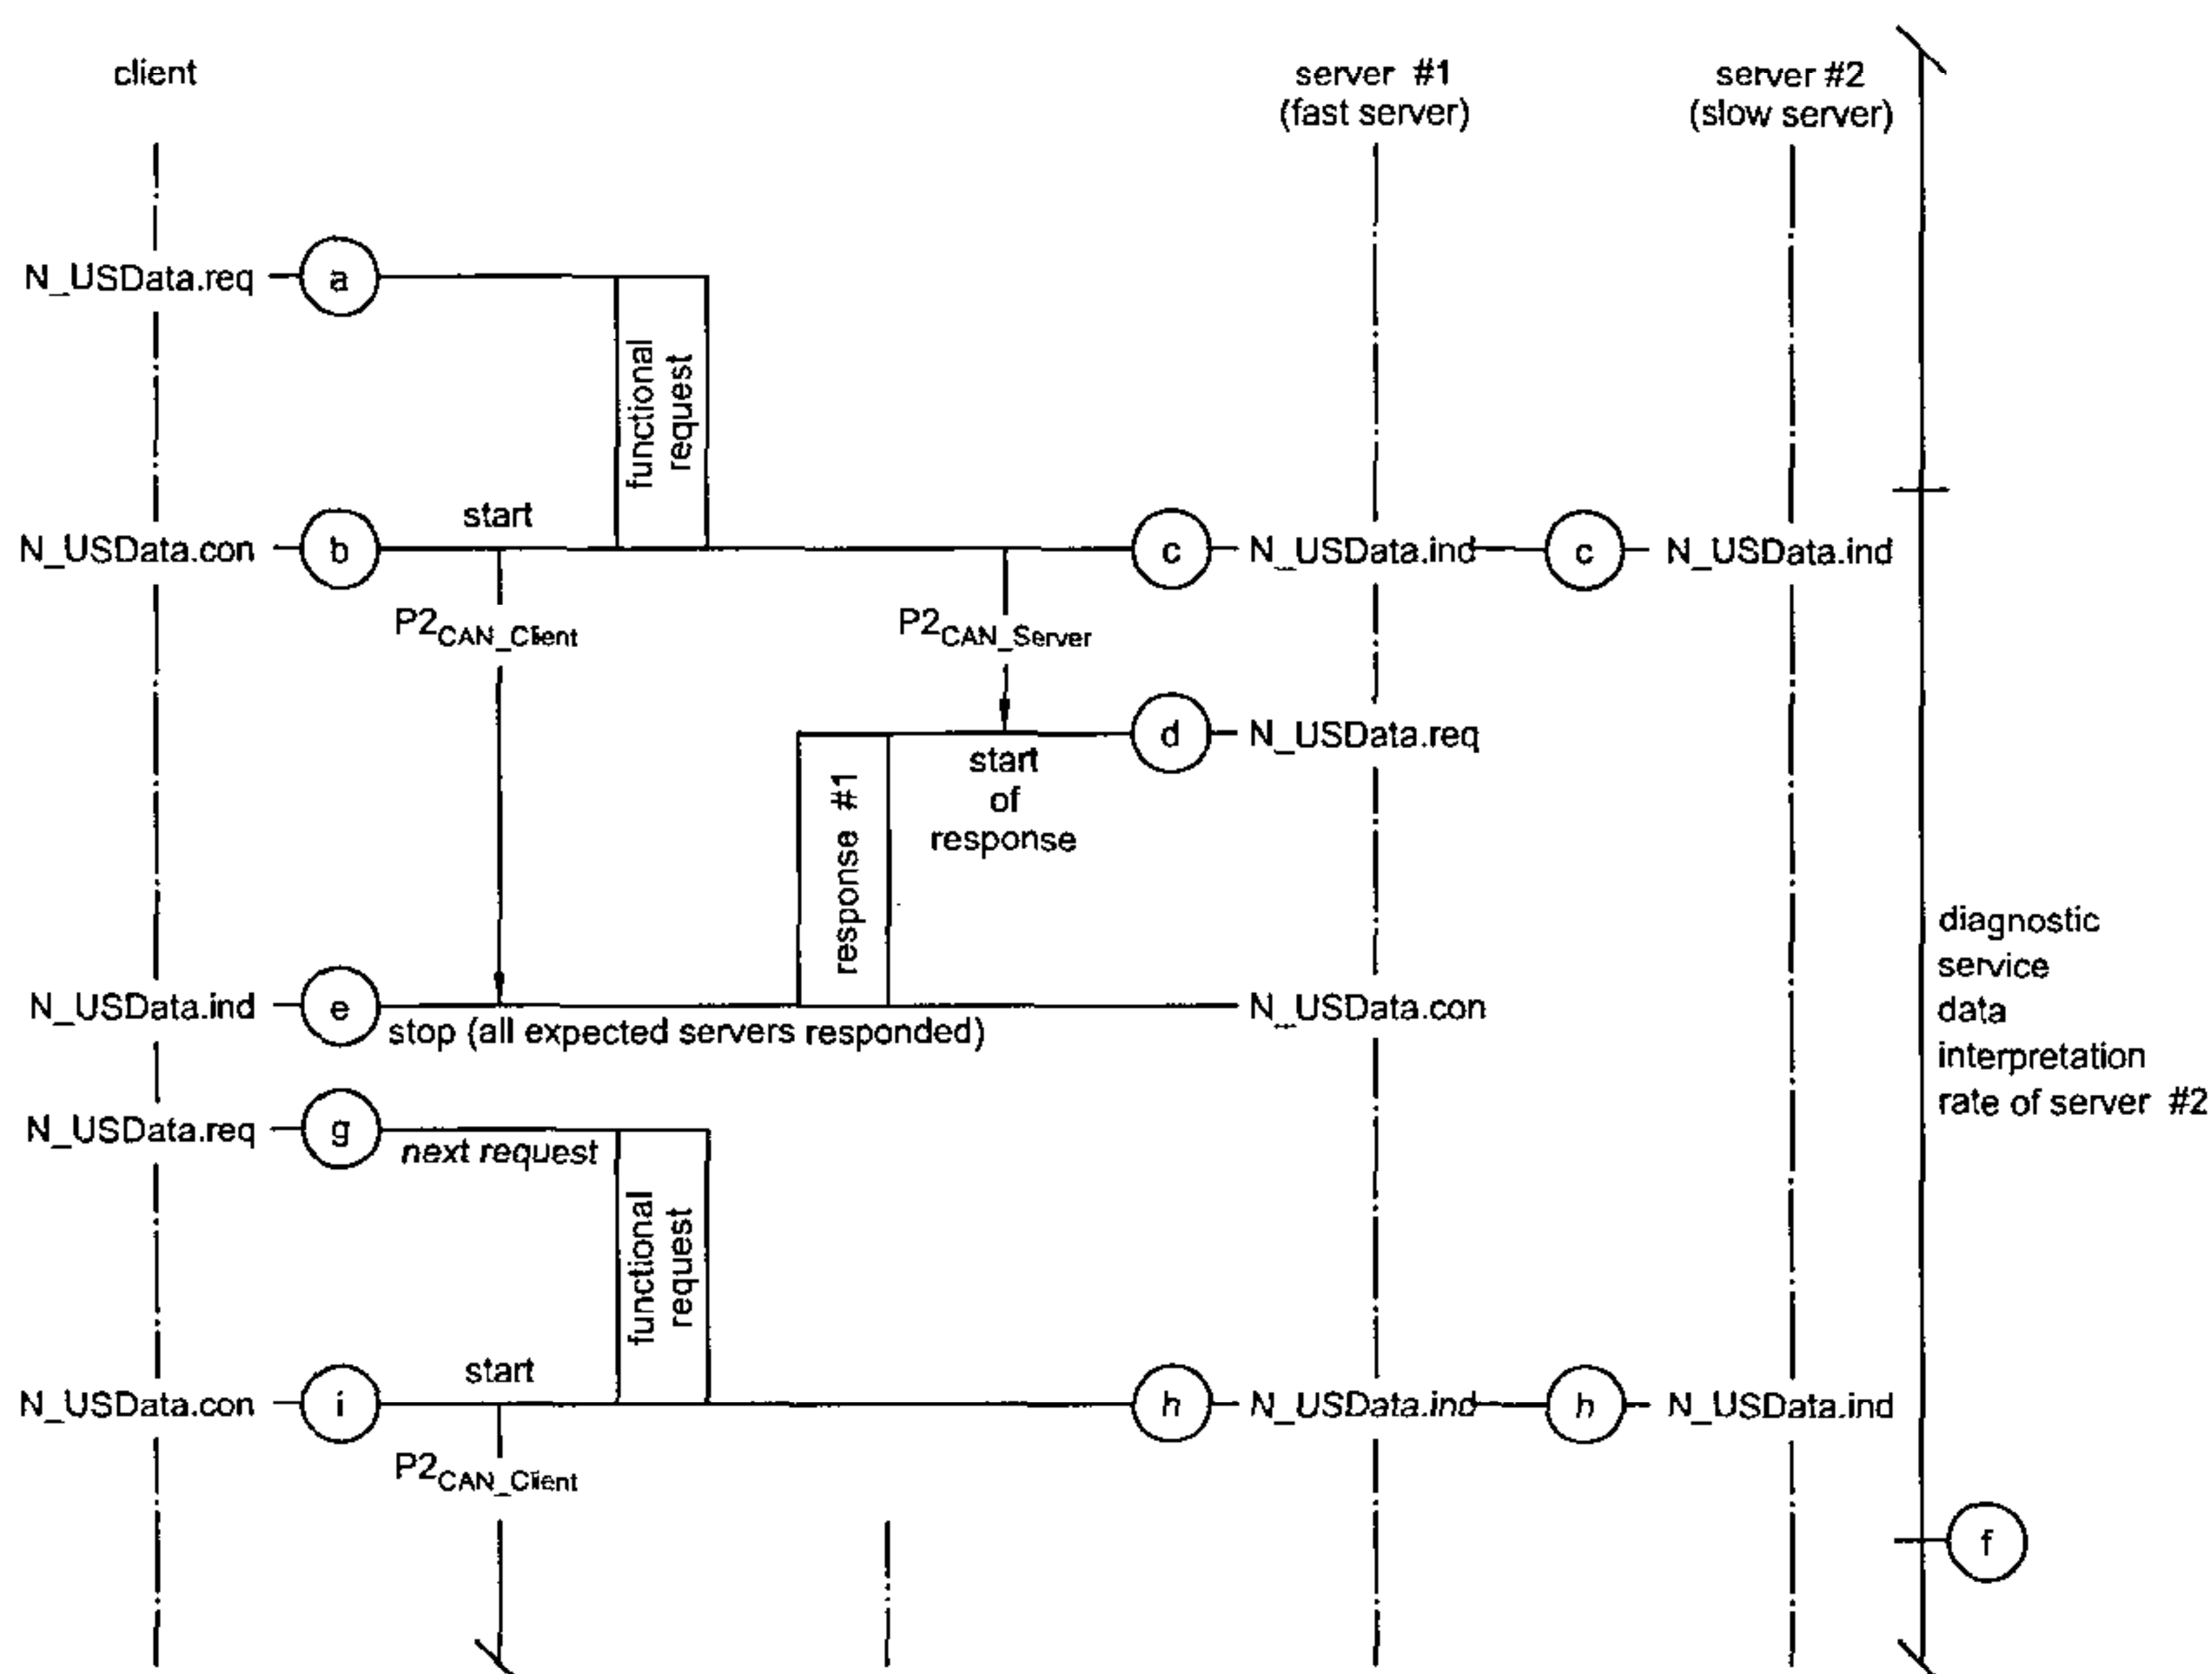 client
server #1
(fast server)
server #2
(slow server)
N_USData.req
a
functional
request
start
N_USData.con
b
c
N_USData.ind
c
N_USData.ind
P2CAN_Client
P2CAN_Server
d
N_USData.req
start
of
response
response #1
diagnostic
service
data
interpretation
rate of server #2
N_USData.ind
e
N_USData.con
stop (all expected servers responded)
N_USData.req
g
next request
functional
request
start
N_USData.con
i
h
N_USData.ind
h
N_USData.ind
P2CAN_Client
f